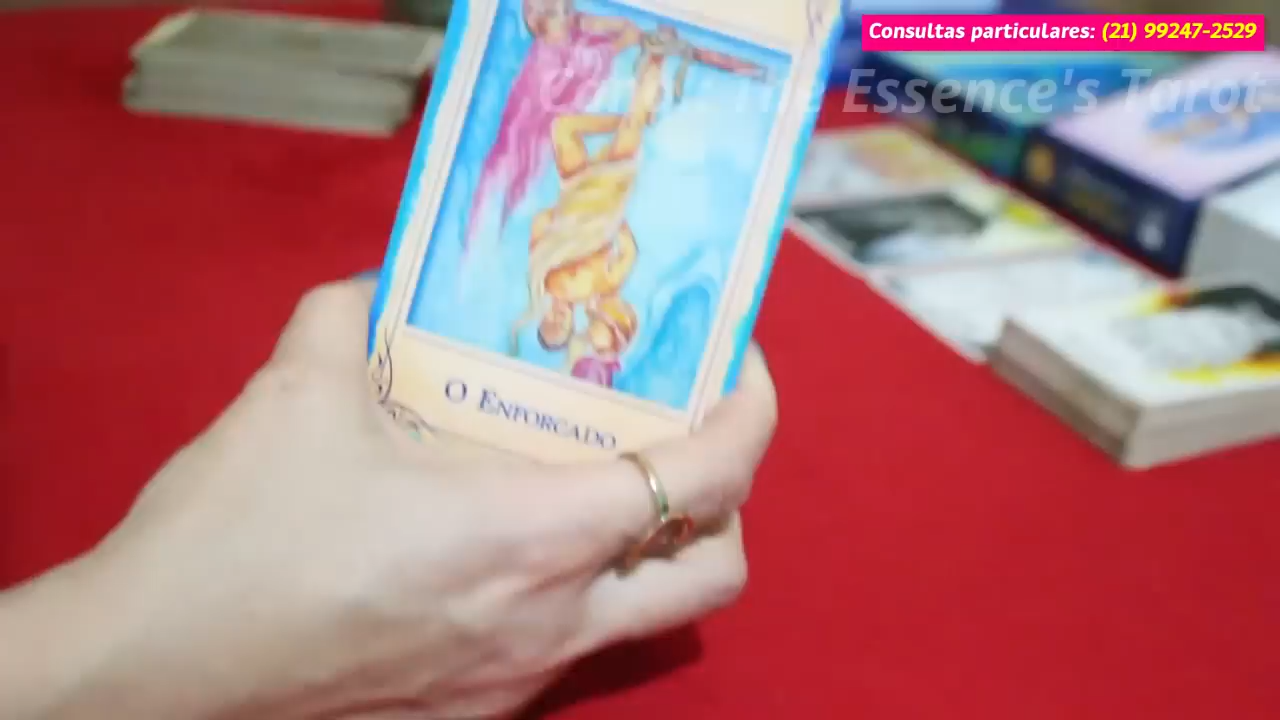 Consultas particulares: (21) 99247-2529
Essence's Tarot
O ENFORCADO